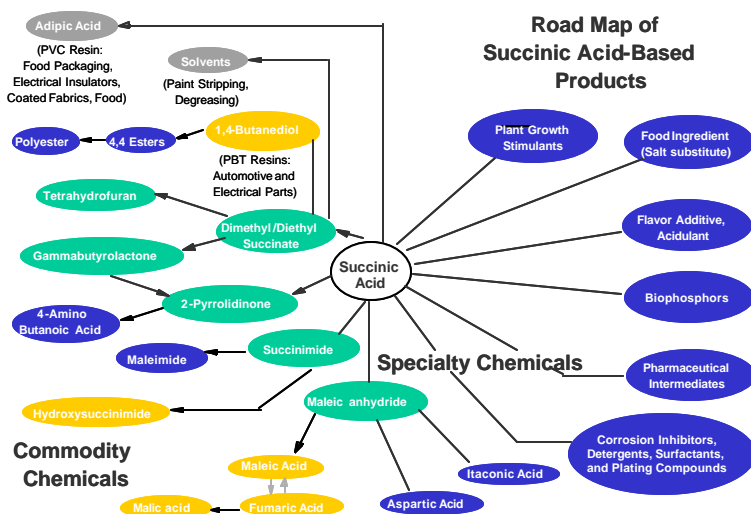 Road Map of
Succinic Acid-Based
Products
Adipic Acid
(PVC Resin:
Food Packaging,
Electrical Insulators,
Coated Fabrics, Food)
Solvents
(Paint Stripping,
Degreasing)
Polyester
4,4 Esters
1,4-Butanediol
(PBT Resins:
Automotive and
Electrical Parts)
Tetrahydrofuran
Dimethyl/Diethyl
Succinate
Gammabutyrolactone
Succinic
Acid
2-Pyrrolidinone
4-Amino
Butanoic Acid
Succinimide
Maleimide
Hydroxysuccinimide
Maleic anhydride
Commodity
Chemicals
Maleic Acid
Malic acid
Fumaric Acid
Aspartic Acid
Itaconic Acid
Specialty Chemicals
Plant Growth
Stimulants
Food Ingredient
(Salt substitute)
Flavor Additive,
Acidulant
Biophosphors
Pharmaceutical
Intermediates
Corrosion Inhibitors,
Detergents, Surfactants,
and Plating Compounds